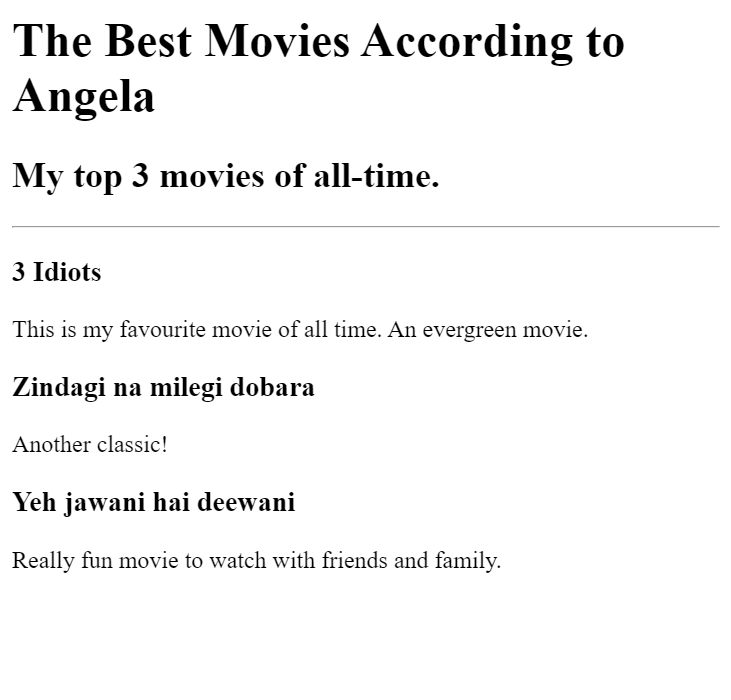 The Best Movies According to
Angela
My top 3 movies of all-time.
3 Idiots
This is my favourite movie of all time. An evergreen movie.
Zindagi na milegi dobara
Another classic!
Yeh jawani hai deewani
Really fun movie to watch with friends and family.